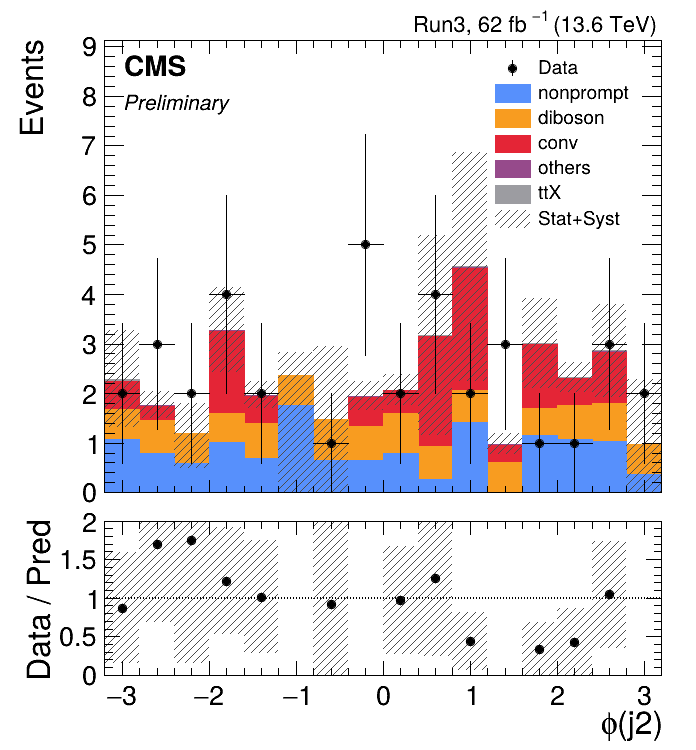 Run3, 62 fb⁻¹ (13.6 TeV)
CMS
Preliminary
Events
9
8
7
6
5
4
3
2
1
0
Data
nonprompt
diboson
conv
others
ttX
Stat+Syst
Data / Pred
2
1.5
1
0.5
0
−3 −2 −1 0 1 2 3
ϕ(j2)